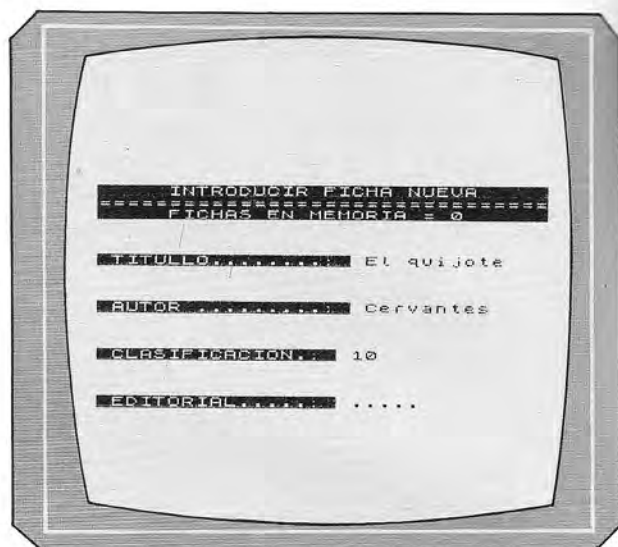 INTRODUCIR FICHA NUEVA
================================
FICHAS EN MEMORIA = 0
TITULLO.........: El quijote
AUTOR .........: Cervantes
CLASIFICACION.: 10
EDITORIAL.......: .....